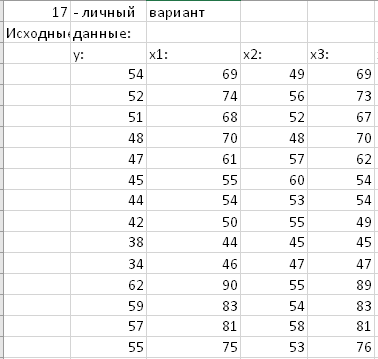 17 - личный вариант
Исходные данные:
y: x1: x2: x3:
54 69 49 69
52 74 56 73
51 68 52 67
48 70 48 70
47 61 57 62
45 55 60 54
44 54 53 54
42 50 55 49
38 44 45 45
34 46 47 47
62 90 55 89
59 83 54 83
57 81 58 81
55 75 53 76